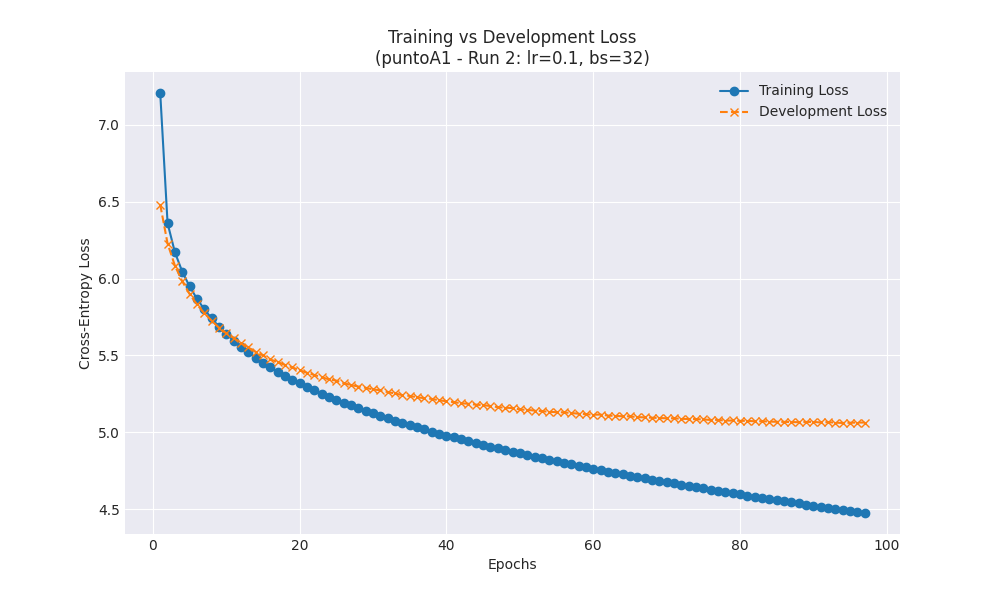 Training vs Development Loss
(puntoA1 - Run 2: lr=0.1, bs=32)
Training Loss
Development Loss
Cross-Entropy Loss
7.0
6.5
6.0
5.5
5.0
4.5
0 20 40 60 80 100
Epochs